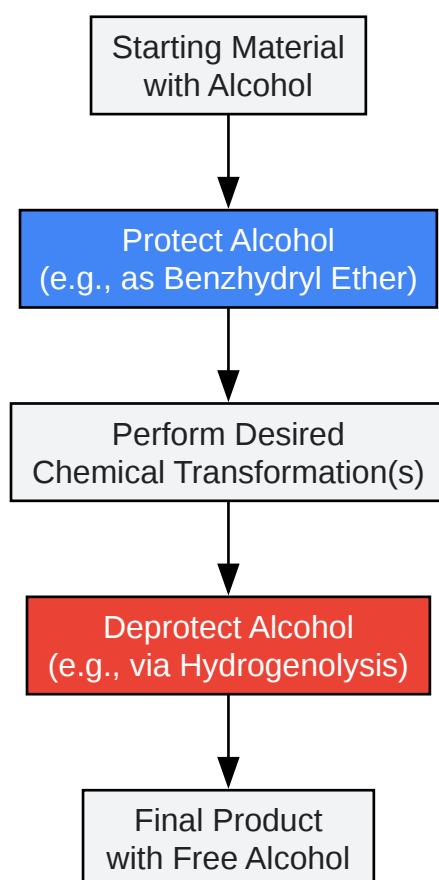 Starting Material
with Alcohol
Protect Alcohol
(e.g., as Benzhydryl Ether)
Perform Desired
Chemical Transformation(s)
Deprotect Alcohol
(e.g., via Hydrogenolysis)
Final Product
with Free Alcohol